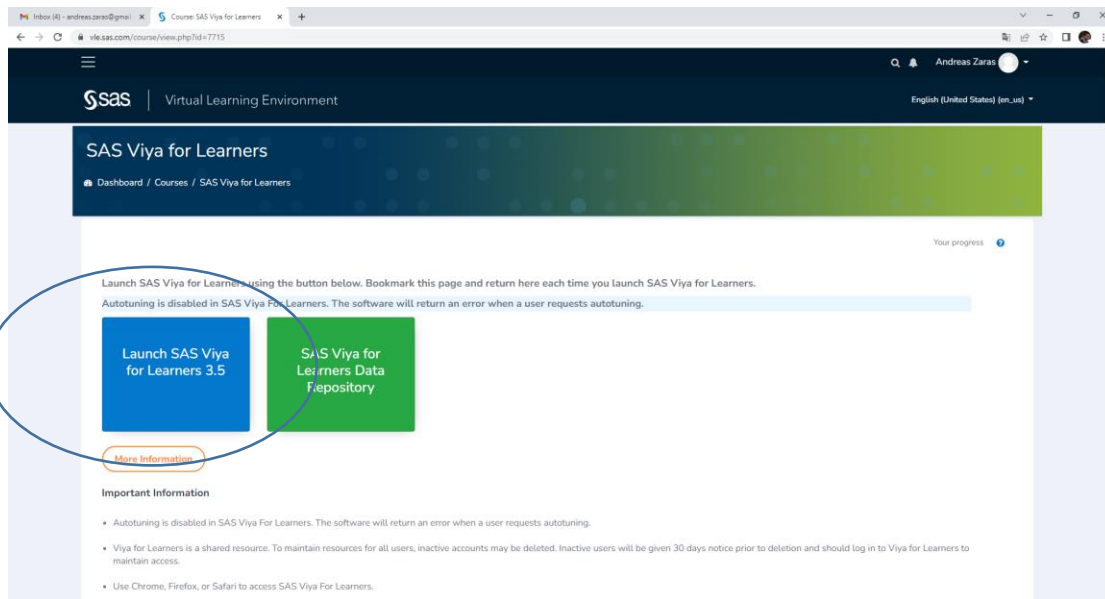 Inbox (4) - andreas.zaras@gmail
Course: SAS Viya for Learners
vle.sas.com/course/view.php?id=7715
Andreas Zaras
sas
Virtual Learning Environment
English (United States) (en_us)
SAS Viya for Learners
Dashboard / Courses / SAS Viya for Learners
Your progress
Launch SAS Viya for Learners using the button below. Bookmark this page and return here each time you launch SAS Viya for Learners.
Autotuning is disabled in SAS Viya For Learners. The software will return an error when a user requests autotuning.
Launch SAS Viya
for Learners 3.5
SAS Viya for
Learners Data
Repository
More Information
Important Information
• Autotuning is disabled in SAS Viya For Learners. The software will return an error when a user requests autotuning.
• Viya for Learners is a shared resource. To maintain resources for all users, inactive accounts may be deleted. Inactive users will be given 30 days notice prior to deletion and should log in to Viya for Learners to
maintain access.
• Use Chrome, Firefox, or Safari to access SAS Viya For Learners.